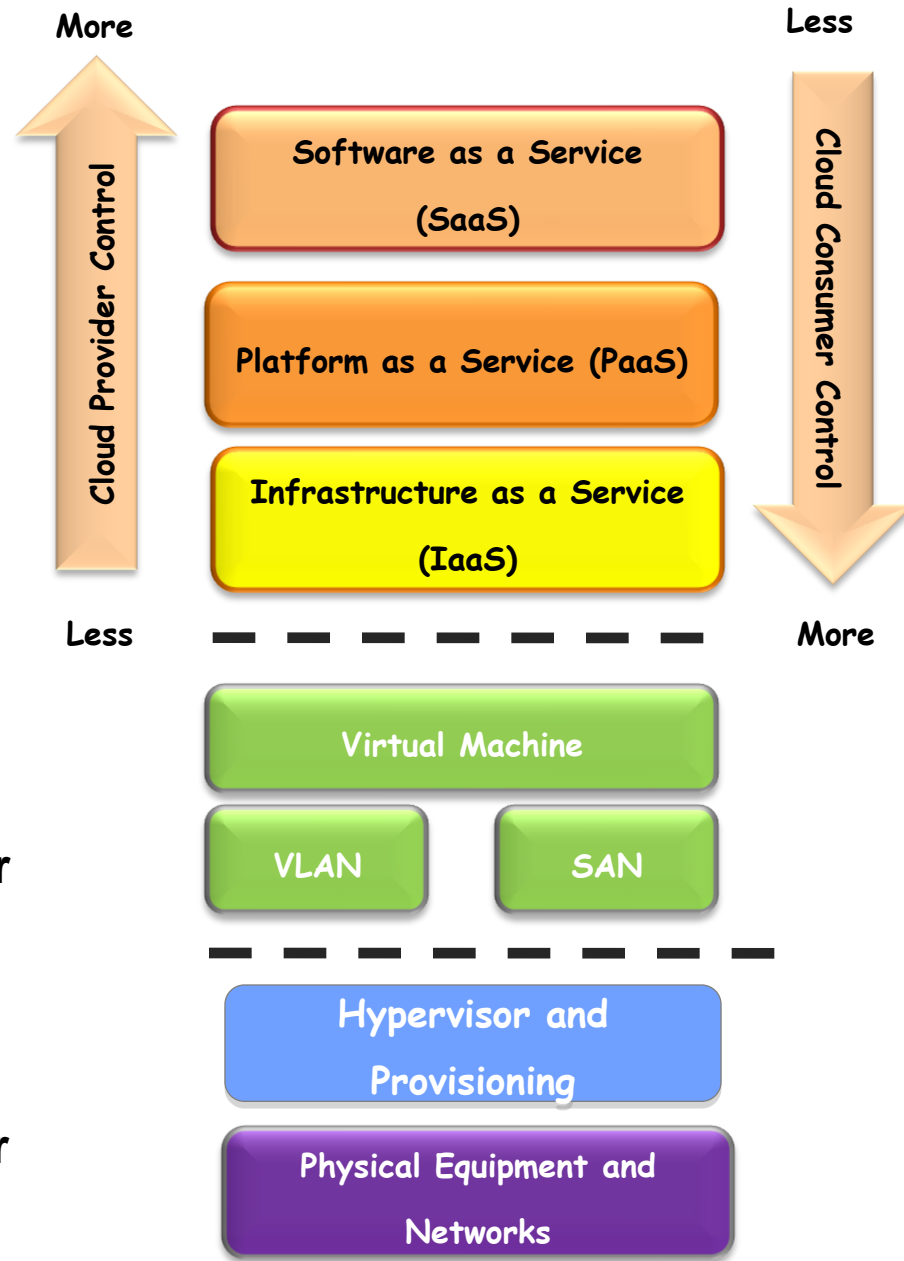 More
Less
Software as a Service
(SaaS)
Cloud Provider Control
Cloud Consumer Control
Platform as a Service (PaaS)
Infrastructure as a Service
(IaaS)
Less
More
Virtual Machine
VLAN
SAN
r
Hypervisor and
Provisioning
r
Physical Equipment and
Networks